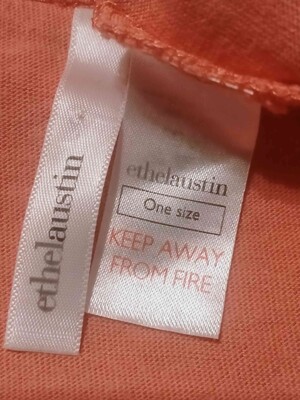 ethelaustin
ethelaustin
One size
KEEP AWAY
FROM FIRE